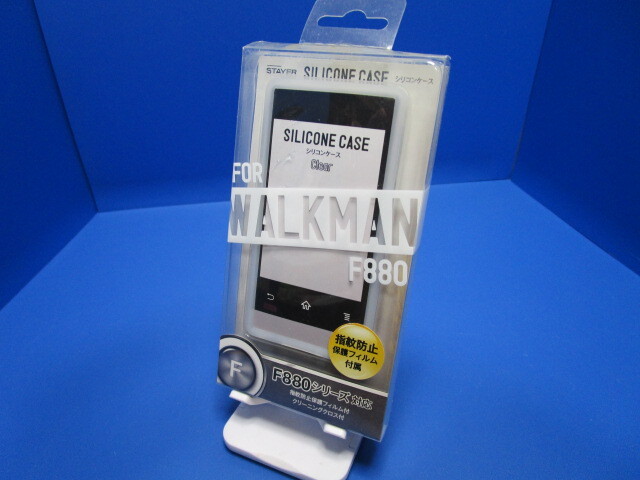 STAYER SILICONE CASE シリコンケース
SILICONE CASE
シリコンケース
Clear
FOR
WALKMAN
F880
指紋防止
保護フィルム
付属
F
F880シリーズ対応
指紋防止保護フィルム付
クリーニングクロス付